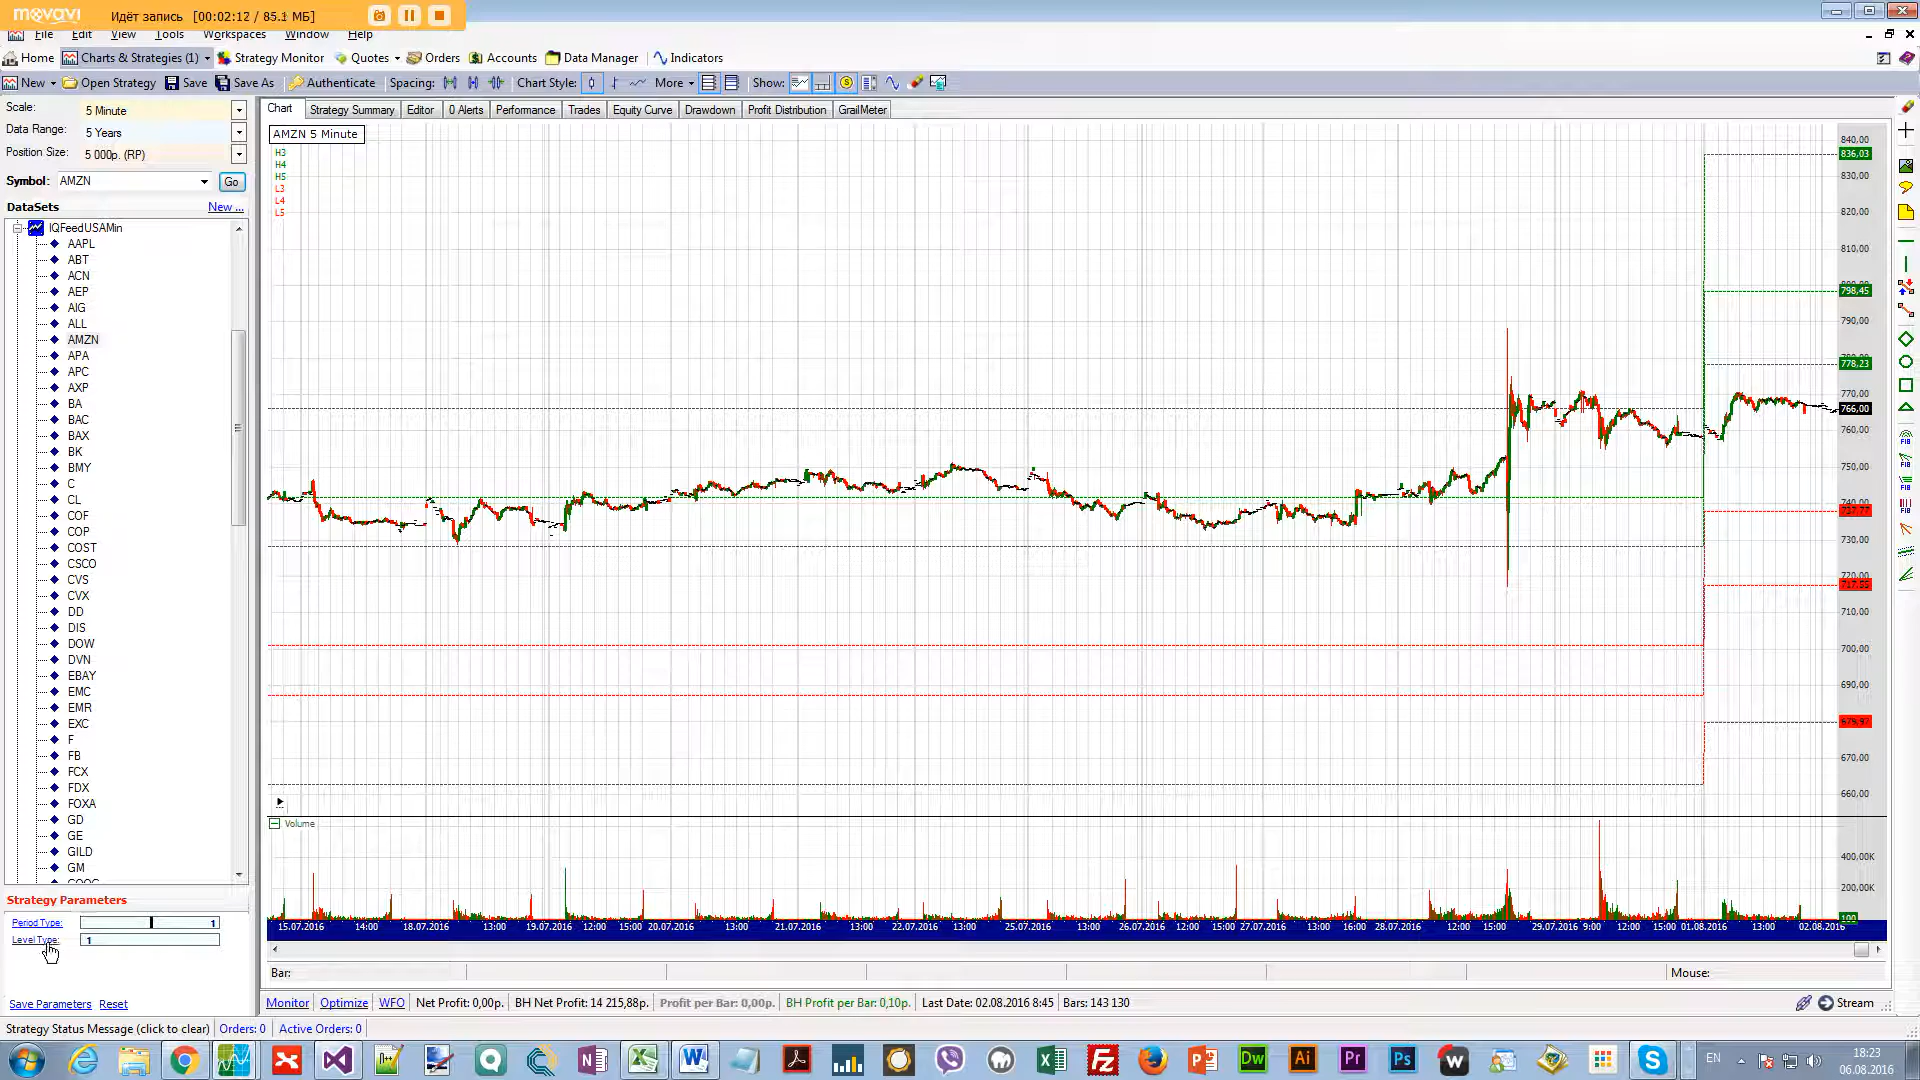 movavi Идёт запись [00:02:12 / 85.1 МБ]
File Edit View Tools Workspaces Window Help
Home Charts & Strategies (1) Strategy Monitor Quotes Orders Accounts Data Manager Indicators
New Open Strategy Save Save As Authenticate Spacing: Chart Style: More Show:
Scale: 5 Minute
Data Range: 5 Years
Position Size: 5 000р. (RP)
Symbol: AMZN Go
DataSets New ...
IQFeedUSAMin
AAPL
ABT
ACN
AEP
AIG
ALL
AMZN
APA
APC
AXP
BA
BAC
BAX
BK
BMY
C
CL
COF
COP
COST
CSCO
CVS
CVX
DD
DIS
DOW
DVN
EBAY
EMC
EMR
EXC
F
FB
FCX
FDX
FOXA
GD
GE
GILD
GM
Strategy Parameters
Period Type: 1
Level Type: 1
Save Parameters Reset
Chart Strategy Summary Editor 0 Alerts Performance Trades Equity Curve Drawdown Profit Distribution GrailMeter
AMZN 5 Minute
H3
H4
H5
L3
L4
L5
840,00
836,03
830,00
820,00
810,00
798,45
790,00
778,23
770,00
766,00
760,00
750,00
740,00
737,77
730,00
720,00
717,55
710,00
700,00
690,00
679,97
670,00
660,00
Volume
400,00K
200,00K
100
15.07.2016 14:00 18.07.2016 13:00 19.07.2016 12:00 15:00 20.07.2016 13:00 21.07.2016 13:00 22.07.2016 13:00 25.07.2016 13:00 26.07.2016 13:00 27.07.2016 13:00 16:00 28.07.2016 12:00 15:00 29.07.2016 9:00 12:00 15:00 01.08.2016 13:00 02.08.2016
Bar: Mouse:
Monitor Optimize WFO Net Profit: 0,00р. BH Net Profit: 14 215,88р. Profit per Bar: 0,00р. BH Profit per Bar: 0,10р. Last Date: 02.08.2016 8:45 Bars: 143 130 Stream
Strategy Status Message (click to clear) Orders: 0 Active Orders: 0
FIB
FIB
FIB
FIB
EN 18:23
06.08.2016